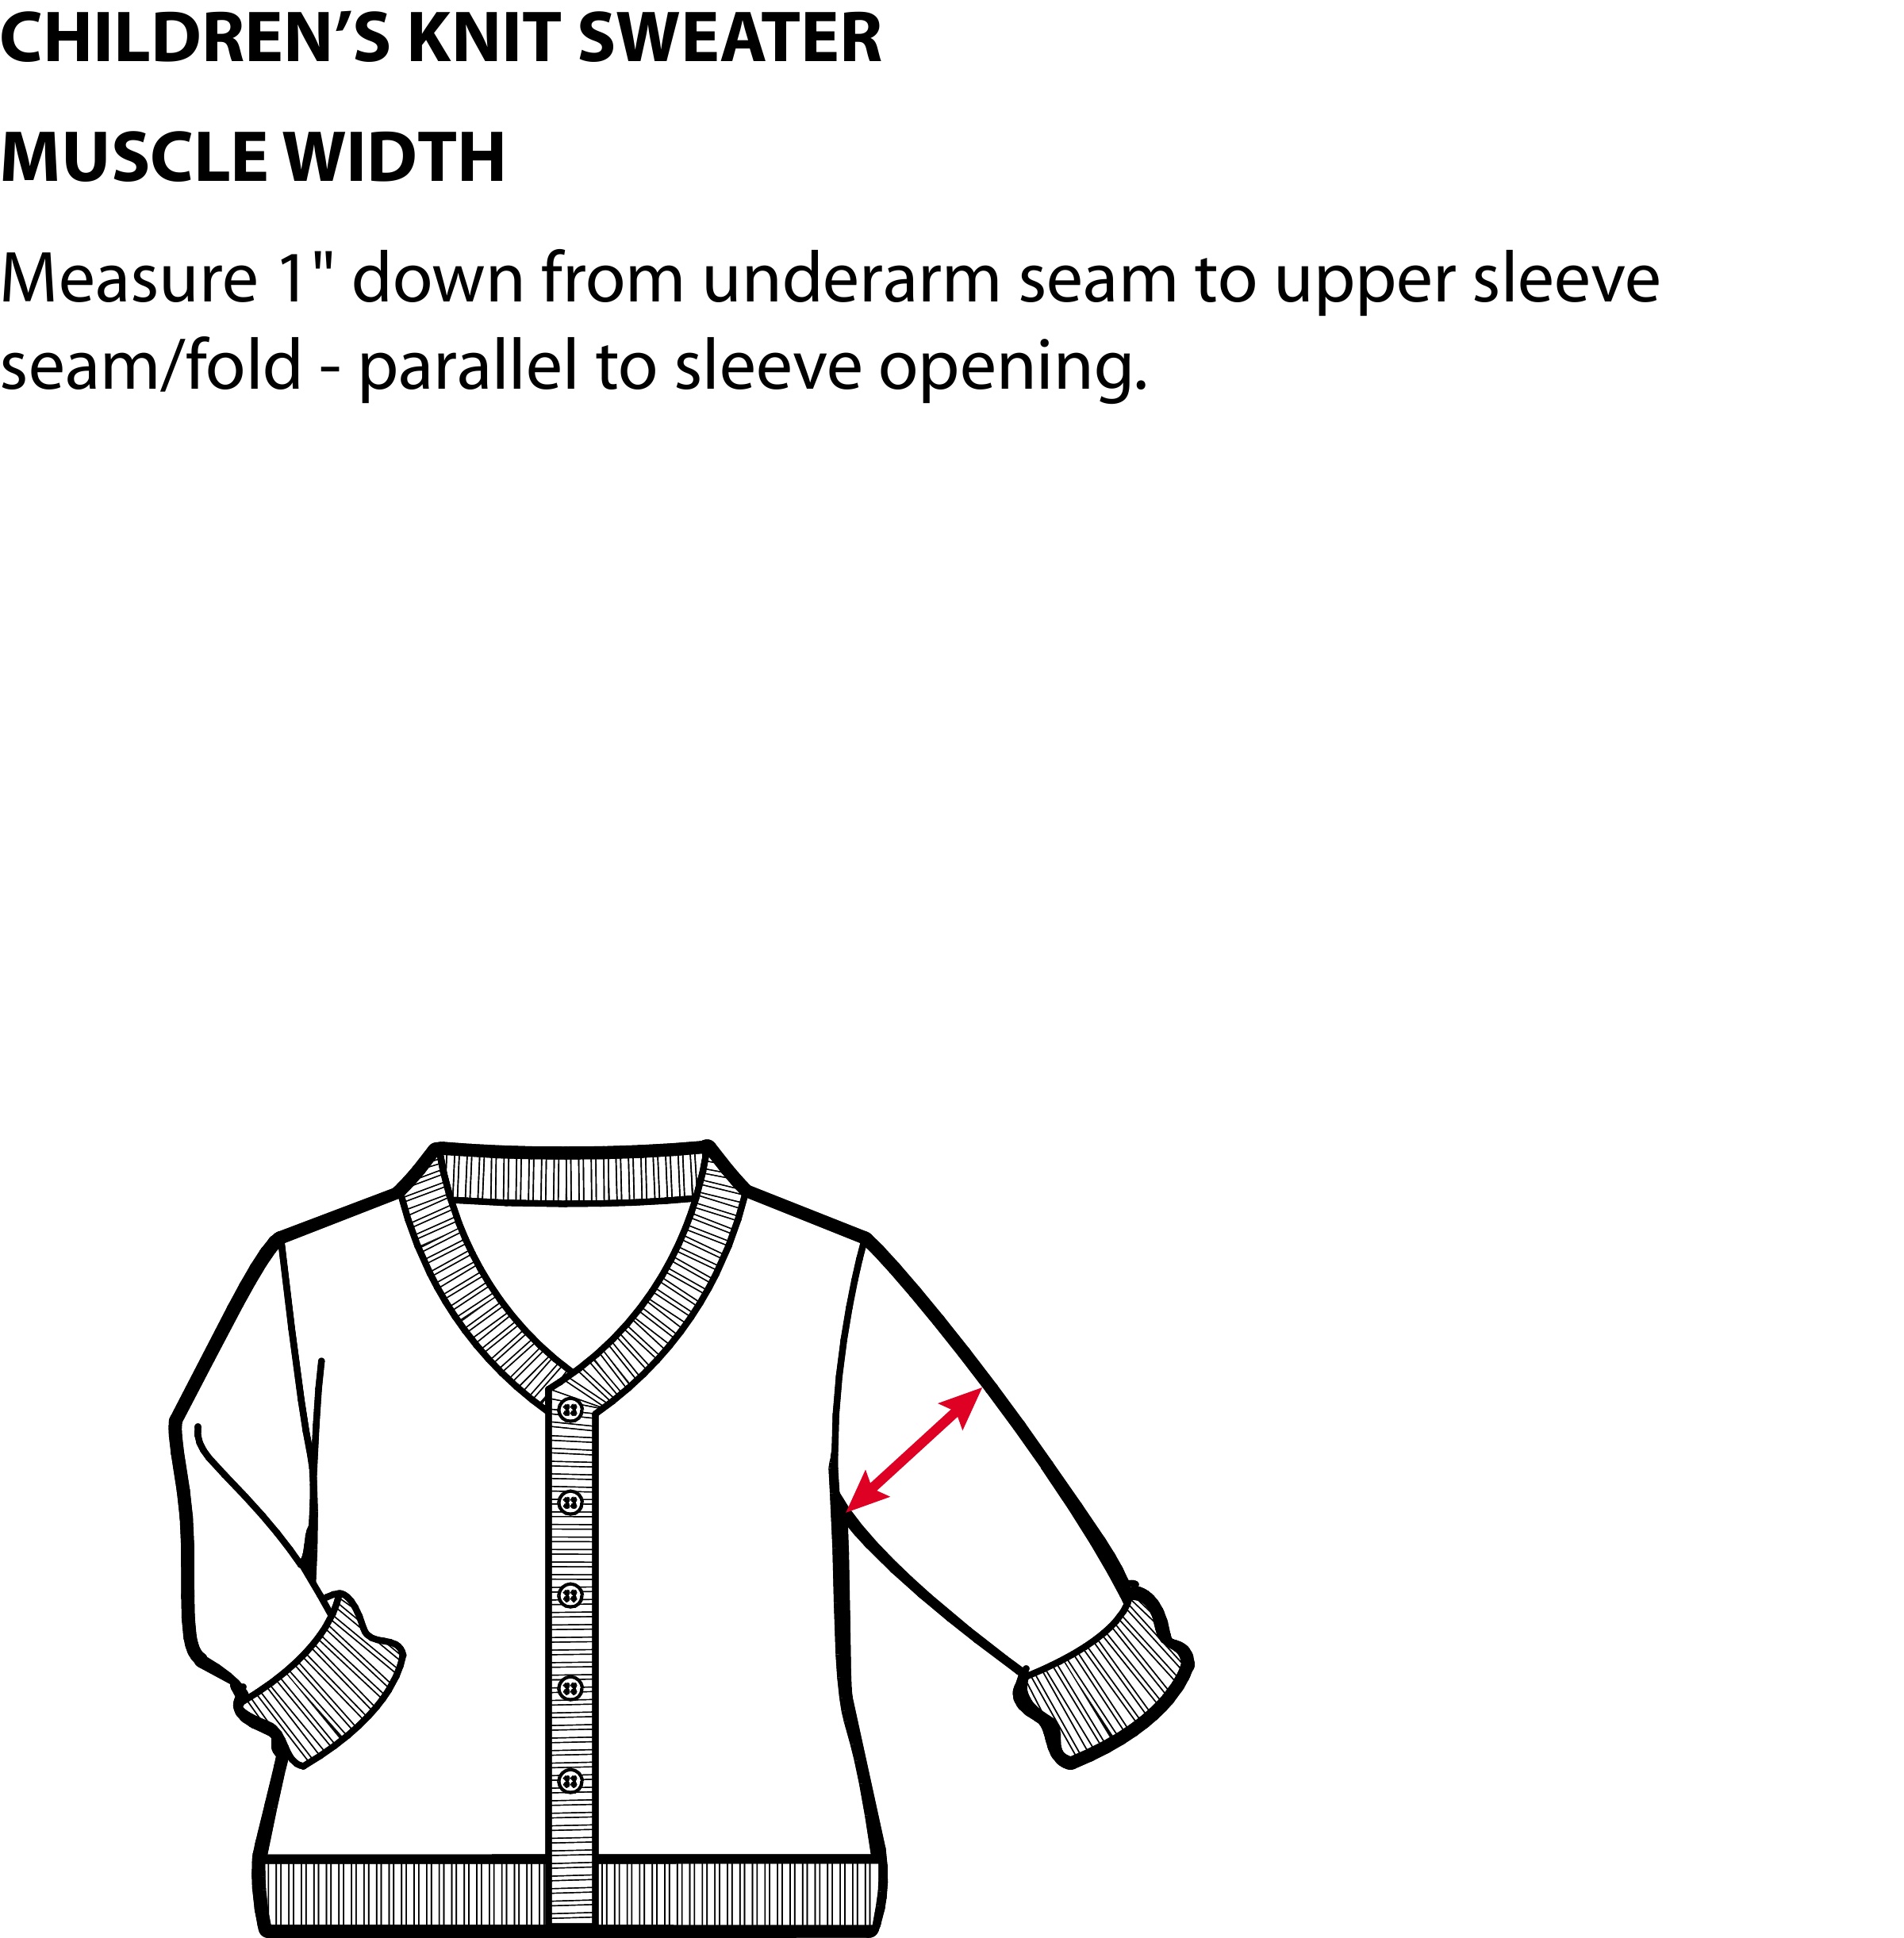 CHILDREN’S KNIT SWEATER
MUSCLE WIDTH
Measure 1" down from underarm seam to upper sleeve
seam/fold - parallel to sleeve opening.